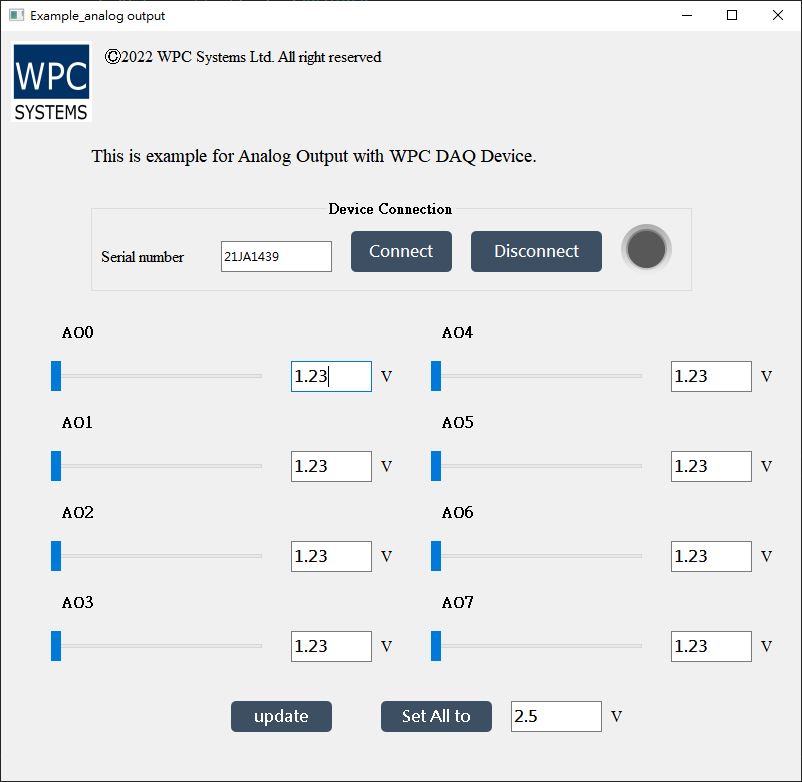 Example_analog output
WPC
SYSTEMS
©2022 WPC Systems Ltd. All right reserved
This is example for Analog Output with WPC DAQ Device.
Device Connection
Serial number 21JA1439 Connect Disconnect
AO0 AO4
1.23 V 1.23 V
AO1 AO5
1.23 V 1.23 V
AO2 AO6
1.23 V 1.23 V
AO3 AO7
1.23 V 1.23 V
update Set All to 2.5 V